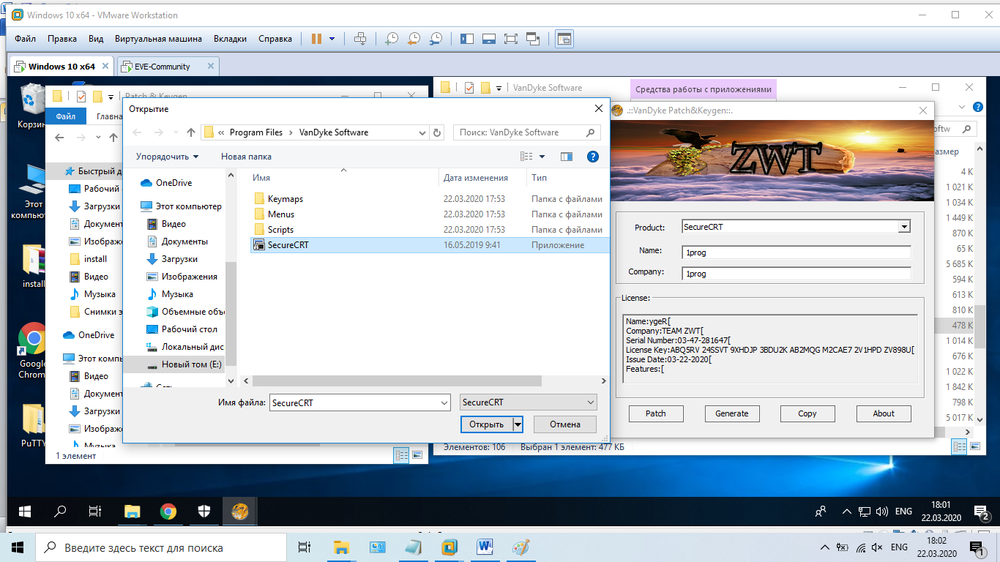 Windows 10 x64 - VMware Workstation
Файл Правка Вид Виртуальная машина Вкладки Справка
Windows 10 x64 EVE-Community
Корзин
Этот
компью
install
Google
Chrom
PuTTY
Patch & Keygen
Файл Главна
Быстрый д
Рабочий
Загрузки
Документ
Изображ
install
Видео
Музыка
Снимки э
OneDrive
Этот комп
Видео
Документ
Загрузки
Изображ
Музыка
1 элемент
Открытие
« Program Files › VanDyke Software
Поиск: VanDyke Software
Упорядочить Новая папка
OneDrive
Этот компьютер
Видео
Документы
Загрузки
Изображения
Музыка
Объемные объ
Рабочий стол
Локальный дис
Новый том (E:)
Сеть
Имя Дата изменения Тип
Keymaps 22.03.2020 17:53 Папка с файлами
Menus 22.03.2020 17:53 Папка с файлами
Scripts 22.03.2020 17:53 Папка с файлами
SecureCRT 16.05.2019 9:41 Приложение
Имя файла: SecureCRT SecureCRT
Открыть Отмена
VanDyke Software
Средства работы с приложениями
oftw
азмер
4 К
1 021 К
1 034 К
1 449 К
870 К
65 К
5 685 К
594 К
613 К
810 К
478 К
1 014 К
676 К
1 022 К
1 842 К
798 К
5 017 К
Элементов: 106 Выбран 1 элемент: 477 КБ
.::VanDyke Patch&Keygen::.
ZWT
Product: SecureCRT
Name: 1prog
Company: 1prog
License:
Name:ygeR[
Company:TEAM ZWT[
Serial Number:03-47-281647[
License Key:ABQ5RV 24SSVT 9XHDJP 3BDU2K AB2MQG M2CAE7 2V1HPD ZV898U[
Issue Date:03-22-2020[
Features:[
Patch Generate Copy About
ENG
18:01
22.03.2020
2
Введите здесь текст для поиска
ENG
18:02
22.03.2020
1